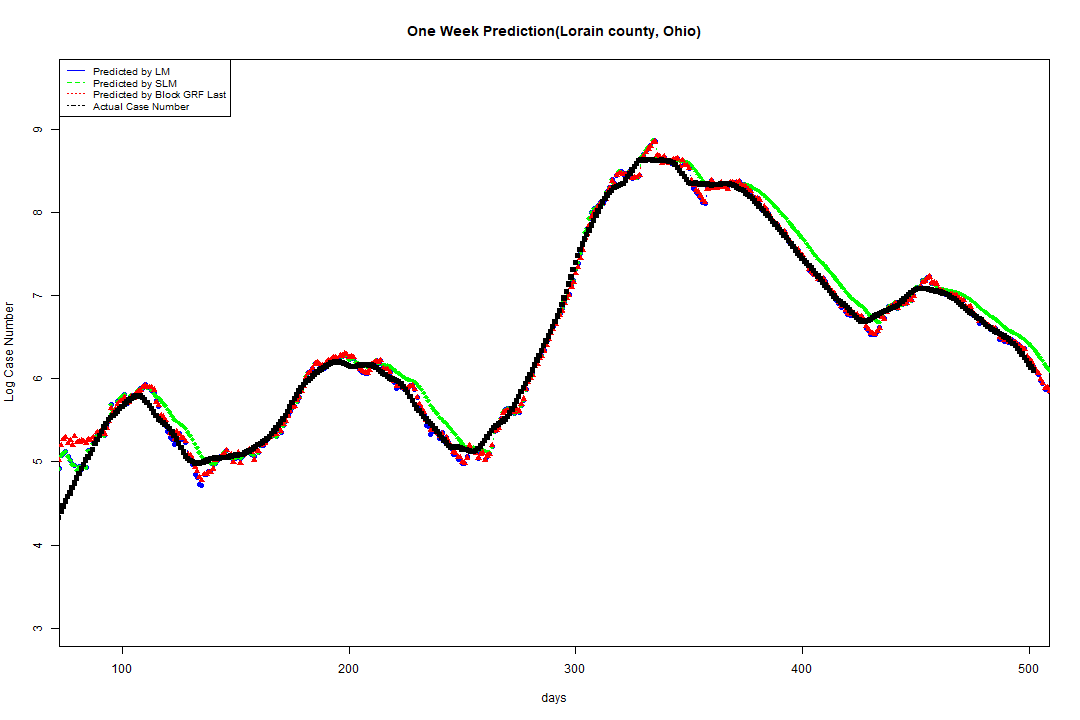 One Week Prediction(Lorain county, Ohio)
Predicted by LM
Predicted by SLM
Predicted by Block GRF Last
Actual Case Number
9
8
7
6
5
4
3
Log Case Number
100 200 300 400 500
days